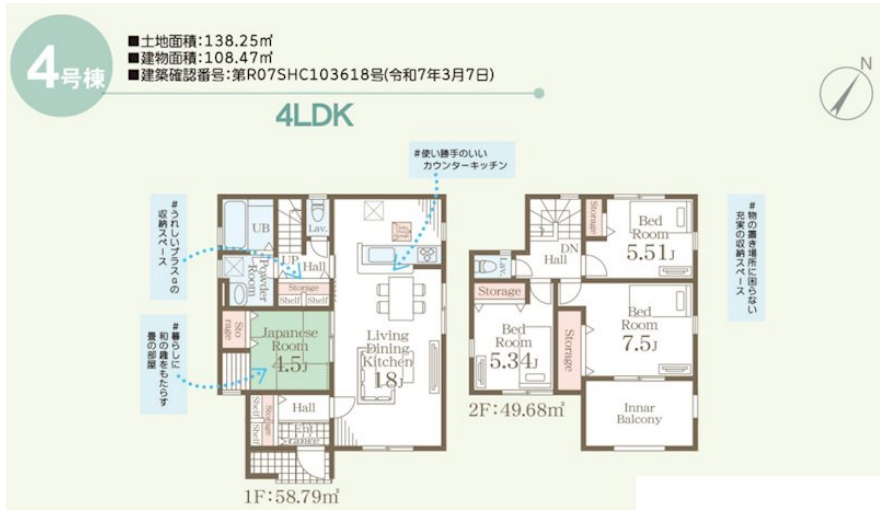 4号棟
■土地面積:138.25㎡
■建物面積:108.47㎡
■建築確認番号:第R07SHC103618号(令和7年3月7日)
4LDK
N
#使い勝手のいい
カウンターキッチン
#うれしいプラスαの
収納スペース
#暮らしに
和の趣をもたらす
畳の部屋
UB
Lav.
UP
Hall
Powder
Room
Storage
Shelf
Shelf
Sto
rage
Japanese
Room
4.5J
Living
Dining
Kitchen
18J
Shelf
Storage
Shelf
Hall
Ent
rance
1F:58.79㎡
Storage
Bed
Room
5.51J
DN
Hall
Lav.
Storage
Bed
Room
5.34J
Storage
Bed
Room
7.5J
Innar
Balcony
2F:49.68㎡
#物の置き場所に困らない
充実の収納スペース